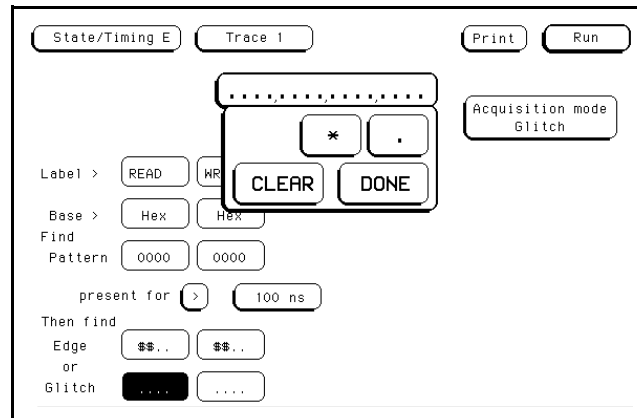 State/Timing E Trace 1 Print Run
....,....,....,....
Acquisition mode
Glitch
* .
CLEAR DONE
Label > READ WR
Base > Hex Hex
Find
Pattern 0000 0000
present for > 100 ns
Then find
Edge $$.. $$..
or
Glitch .... ....